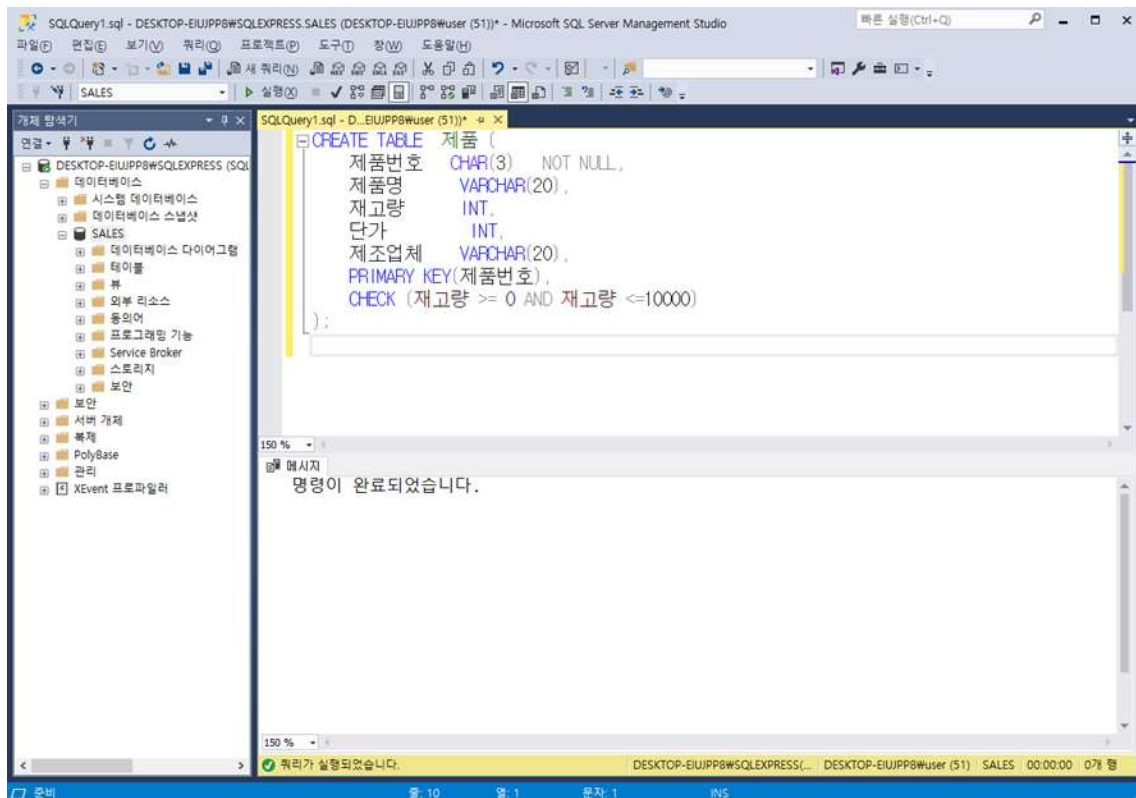 SQLQuery1.sql - DESKTOP-EIUJPP8₩SQLEXPRESS.SALES (DESKTOP-EIUJPP8₩user (51))* - Microsoft SQL Server Management Studio
빠른 실행(Ctrl+Q)
파일(F) 편집(E) 보기(V) 쿼리(Q) 프로젝트(P) 도구(T) 창(W) 도움말(H)
새 쿼리(N)
SALES 실행(X)
개체 탐색기
연결
DESKTOP-EIUJPP8₩SQLEXPRESS (SQL
데이터베이스
시스템 데이터베이스
데이터베이스 스냅샷
SALES
데이터베이스 다이어그램
테이블
뷰
외부 리소스
동의어
프로그래밍 기능
Service Broker
스토리지
보안
보안
서버 개체
복제
PolyBase
관리
XEvent 프로파일러
SQLQuery1.sql - D...EIUJPP8₩user (51))*
CREATE TABLE 제품 (
제품번호 CHAR(3) NOT NULL,
제품명 VARCHAR(20),
재고량 INT,
단가 INT,
제조업체 VARCHAR(20),
PRIMARY KEY(제품번호),
CHECK (재고량 >= 0 AND 재고량 <=10000)
);
150 %
메시지
명령이 완료되었습니다.
150 %
쿼리가 실행되었습니다. DESKTOP-EIUJPP8₩SQLEXPRESS(... DESKTOP-EIUJPP8₩user (51) SALES 00:00:00 0개 행
준비 줄: 10 열: 1 문자: 1 INS